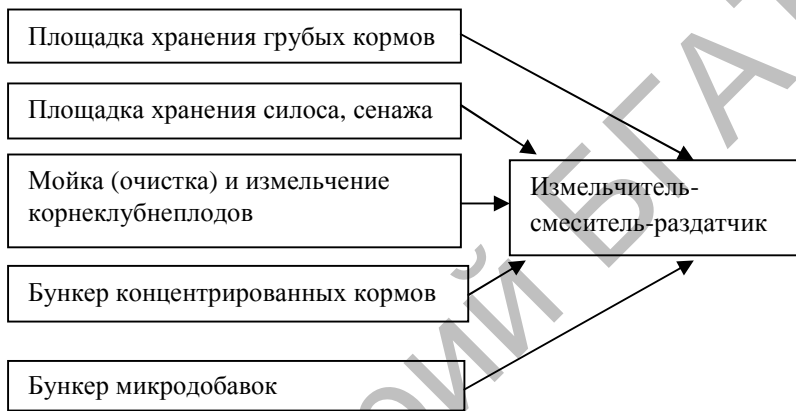 Площадка хранения грубых кормов
Площадка хранения силоса, сенажа
Мойка (очистка) и измельчение
корнеклубнеплодов
Бункер концентрированных кормов
Бункер микродобавок
Измельчитель-
смеситель-раздатчик
БГАТ